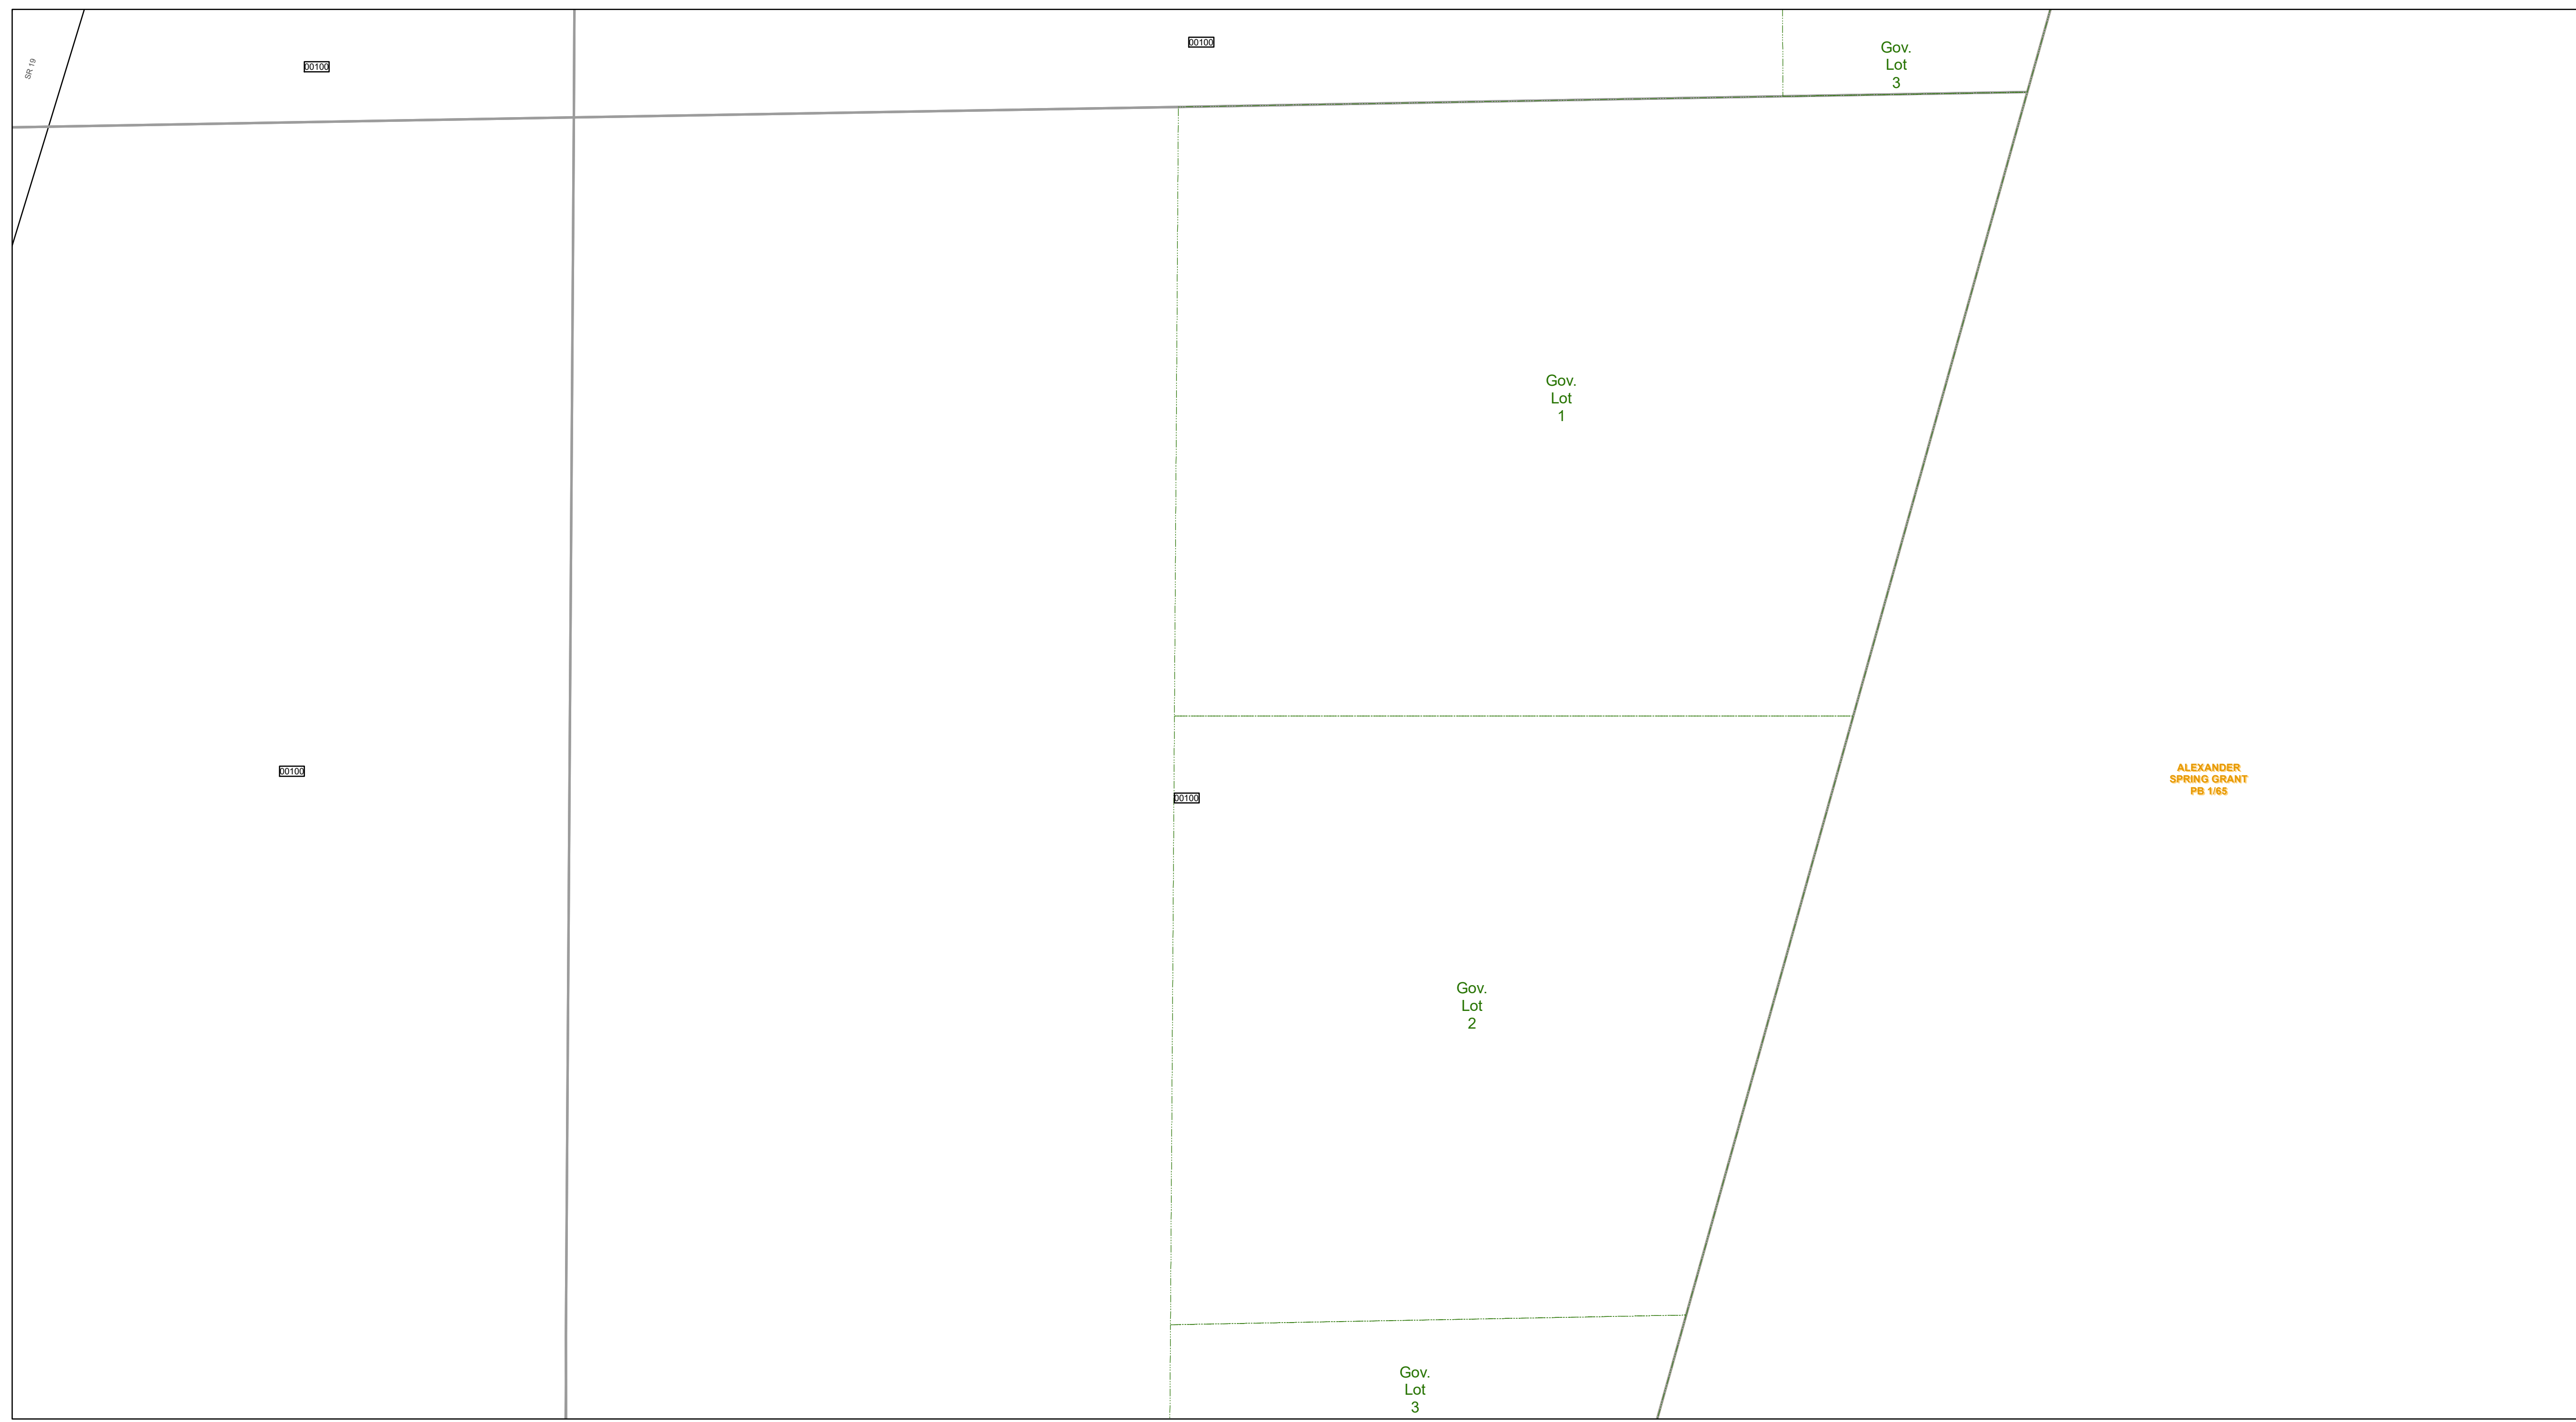 00100
Gov.
Lot
3
SR 19
00100
Gov.
Lot
1
00100
00100
ALEXANDER
SPRING GRANT
PB 1/65
Gov.
Lot
2
Gov.
Lot
3